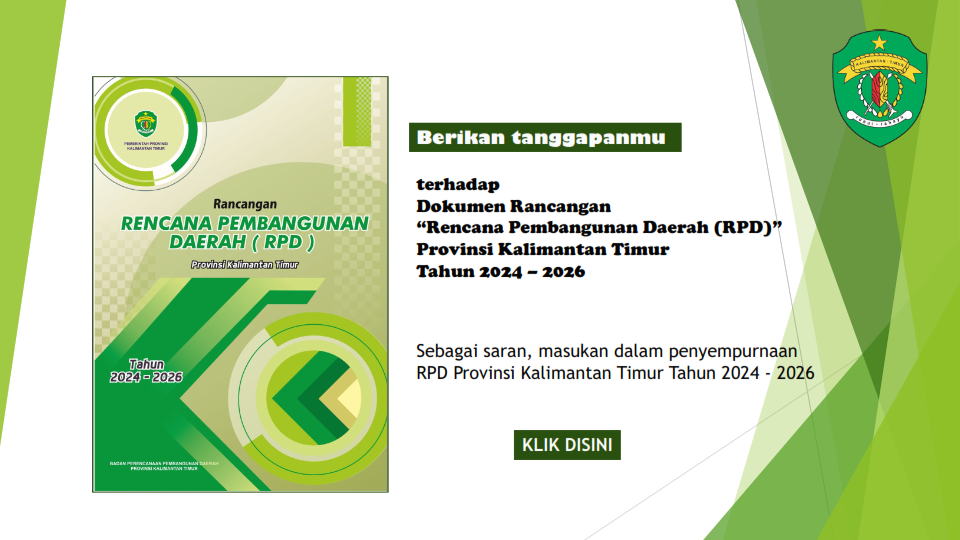 PEMERINTAH PROVINSI
KALIMANTAN TIMUR
Rancangan
RENCANA PEMBANGUNAN
DAERAH ( RPD )
Provinsi Kalimantan Timur
Tahun
2024 - 2026
BADAN PERENCANAAN PEMBANGUNAN DAERAH
PROVINSI KALIMANTAN TIMUR
Berikan tanggapanmu
terhadap
Dokumen Rancangan
“Rencana Pembangunan Daerah (RPD)”
Provinsi Kalimantan Timur
Tahun 2024 – 2026
Sebagai saran, masukan dalam penyempurnaan
RPD Provinsi Kalimantan Timur Tahun 2024 - 2026
KLIK DISINI
KALIMANTAN - TIMUR